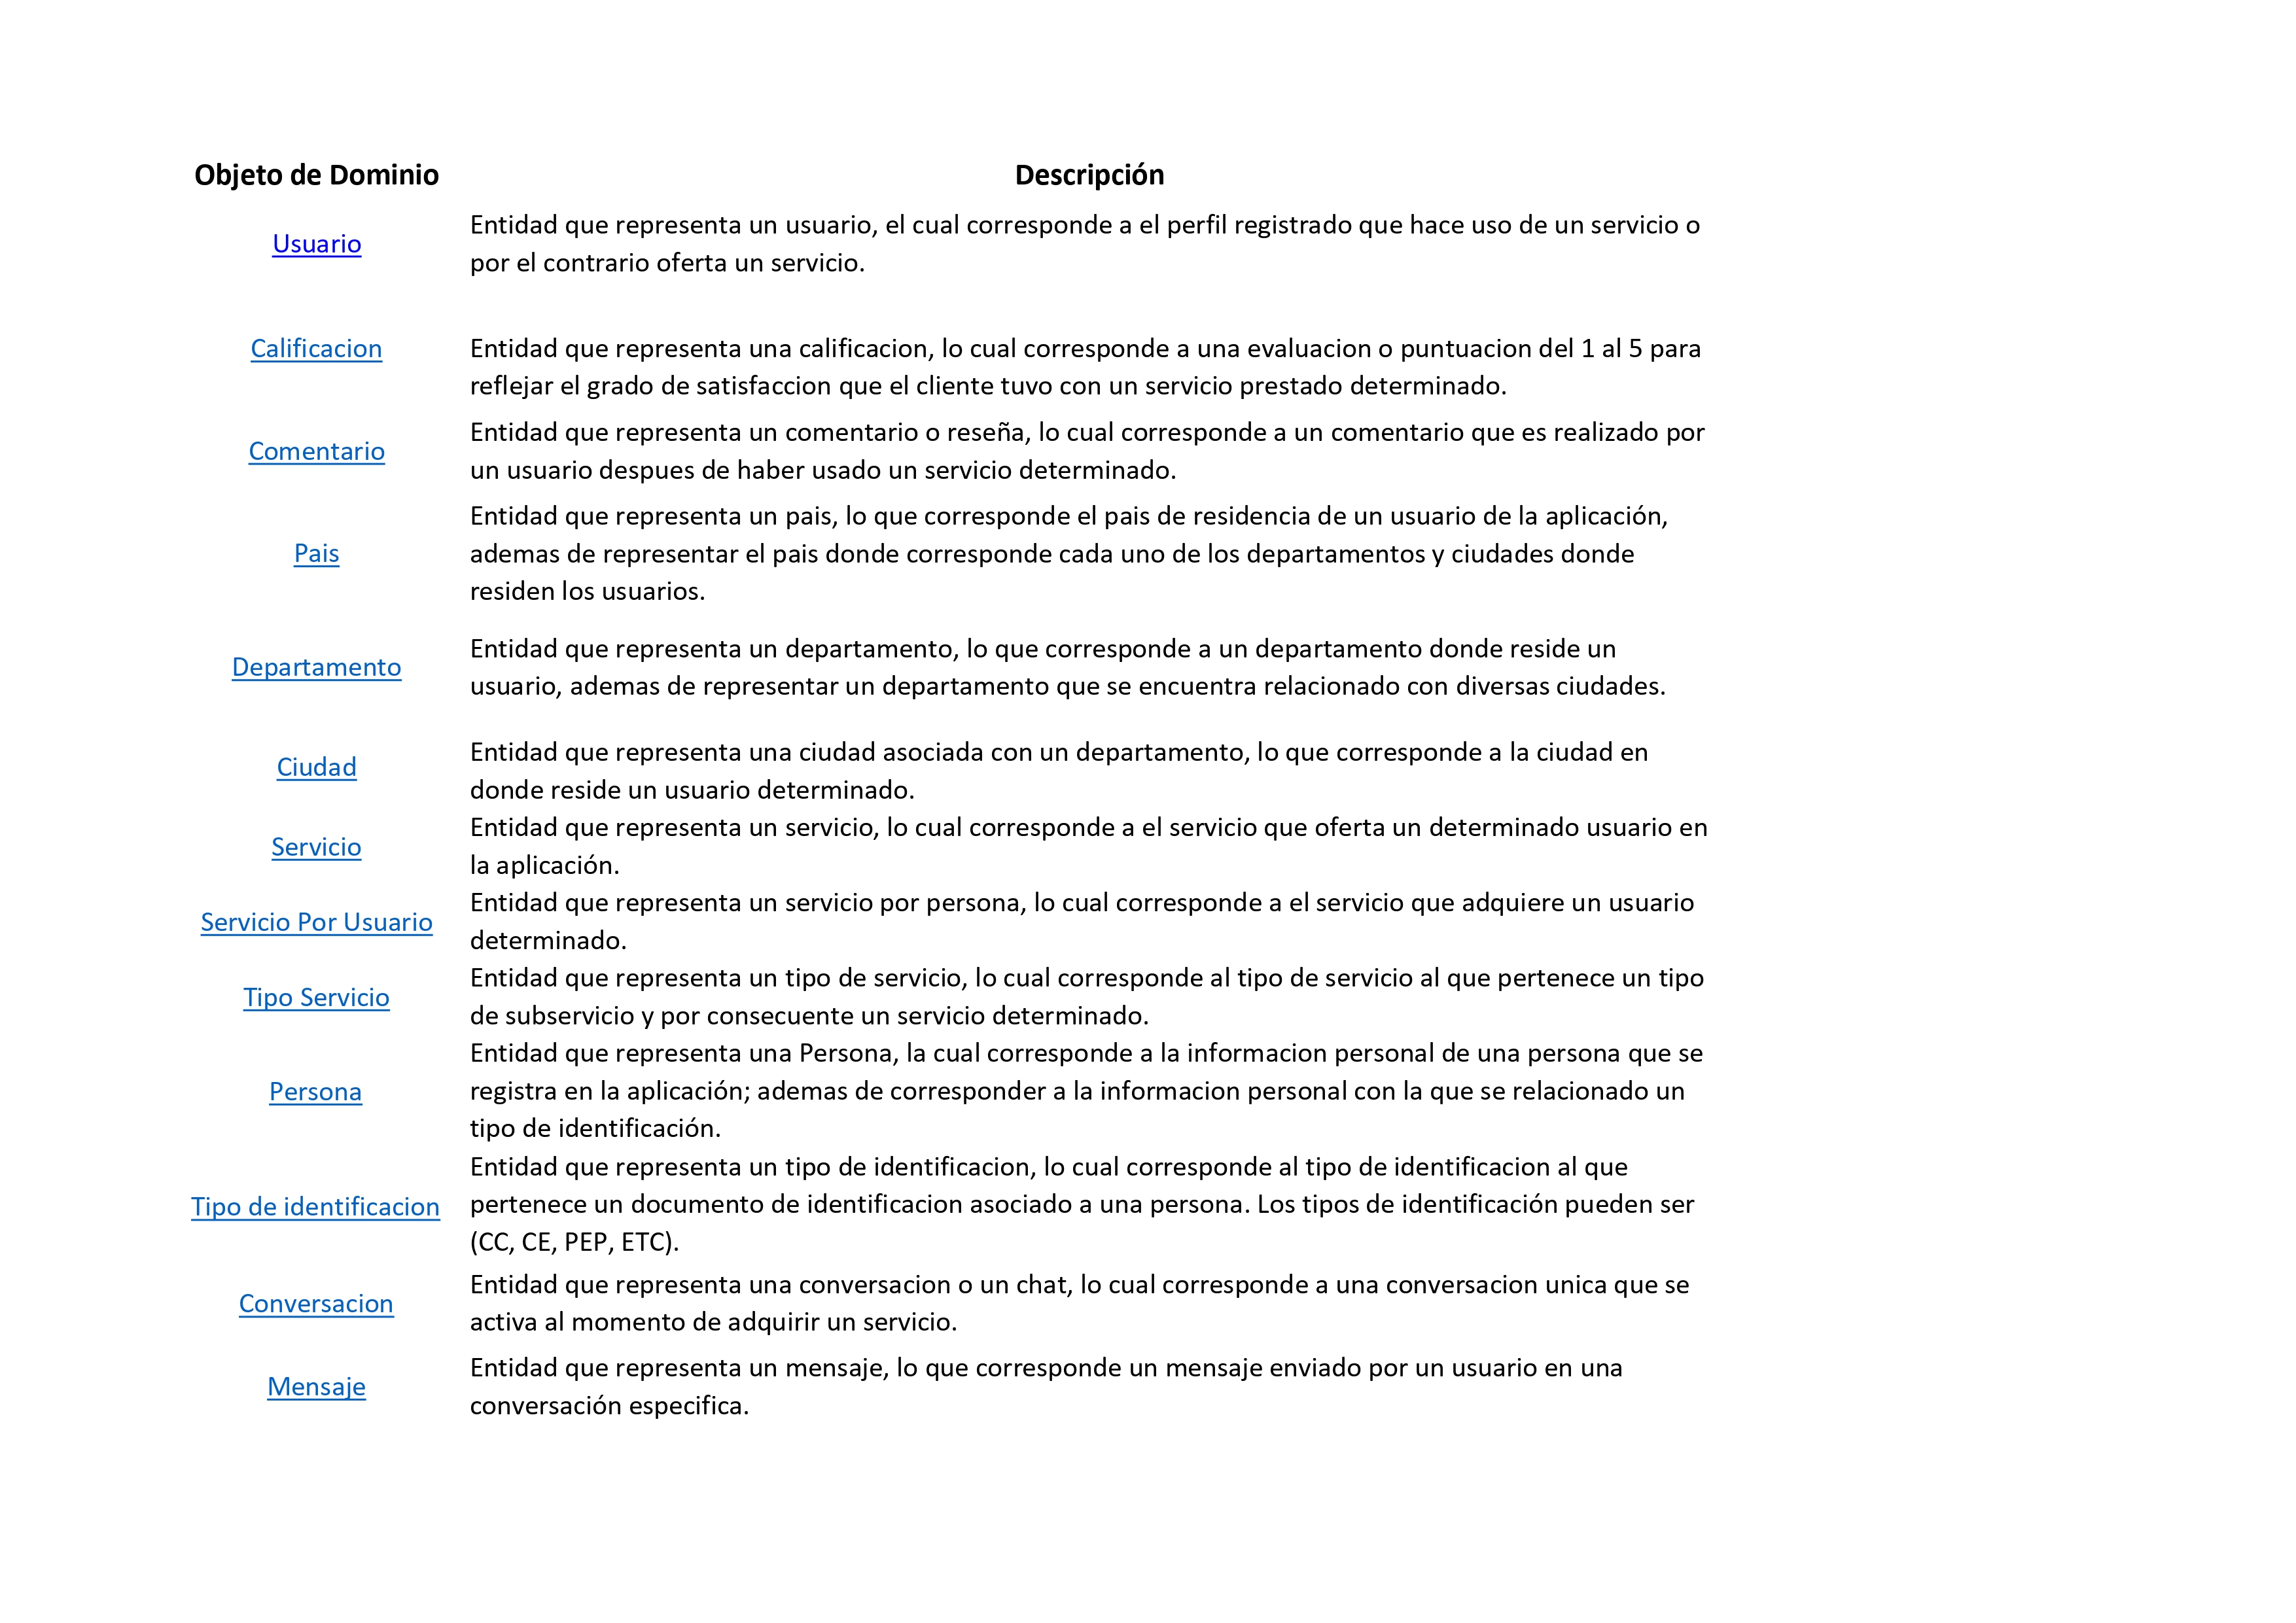 Objeto de Dominio Descripción
Usuario
Entidad que representa un usuario, el cual corresponde a el perfil registrado que hace uso de un servicio o
por el contrario oferta un servicio.
Calificacion
Entidad que representa una calificacion, lo cual corresponde a una evaluacion o puntuacion del 1 al 5 para
reflejar el grado de satisfaccion que el cliente tuvo con un servicio prestado determinado.
Comentario
Entidad que representa un comentario o reseña, lo cual corresponde a un comentario que es realizado por
un usuario despues de haber usado un servicio determinado.
Pais
Entidad que representa un pais, lo que corresponde el pais de residencia de un usuario de la aplicación,
ademas de representar el pais donde corresponde cada uno de los departamentos y ciudades donde
residen los usuarios.
Departamento
Entidad que representa un departamento, lo que corresponde a un departamento donde reside un
usuario, ademas de representar un departamento que se encuentra relacionado con diversas ciudades.
Ciudad
Entidad que representa una ciudad asociada con un departamento, lo que corresponde a la ciudad en
donde reside un usuario determinado.
Servicio
Entidad que representa un servicio, lo cual corresponde a el servicio que oferta un determinado usuario en
la aplicación.
Servicio Por Usuario
Entidad que representa un servicio por persona, lo cual corresponde a el servicio que adquiere un usuario
determinado.
Tipo Servicio
Entidad que representa un tipo de servicio, lo cual corresponde al tipo de servicio al que pertenece un tipo
de subservicio y por consecuente un servicio determinado.
Persona
Entidad que representa una Persona, la cual corresponde a la informacion personal de una persona que se
registra en la aplicación; ademas de corresponder a la informacion personal con la que se relacionado un
tipo de identificación.
Tipo de identificacion
Entidad que representa un tipo de identificacion, lo cual corresponde al tipo de identificacion al que
pertenece un documento de identificacion asociado a una persona. Los tipos de identificación pueden ser
(CC, CE, PEP, ETC).
Conversacion
Entidad que representa una conversacion o un chat, lo cual corresponde a una conversacion unica que se
activa al momento de adquirir un servicio.
Mensaje
Entidad que representa un mensaje, lo que corresponde un mensaje enviado por un usuario en una
conversación especifica.